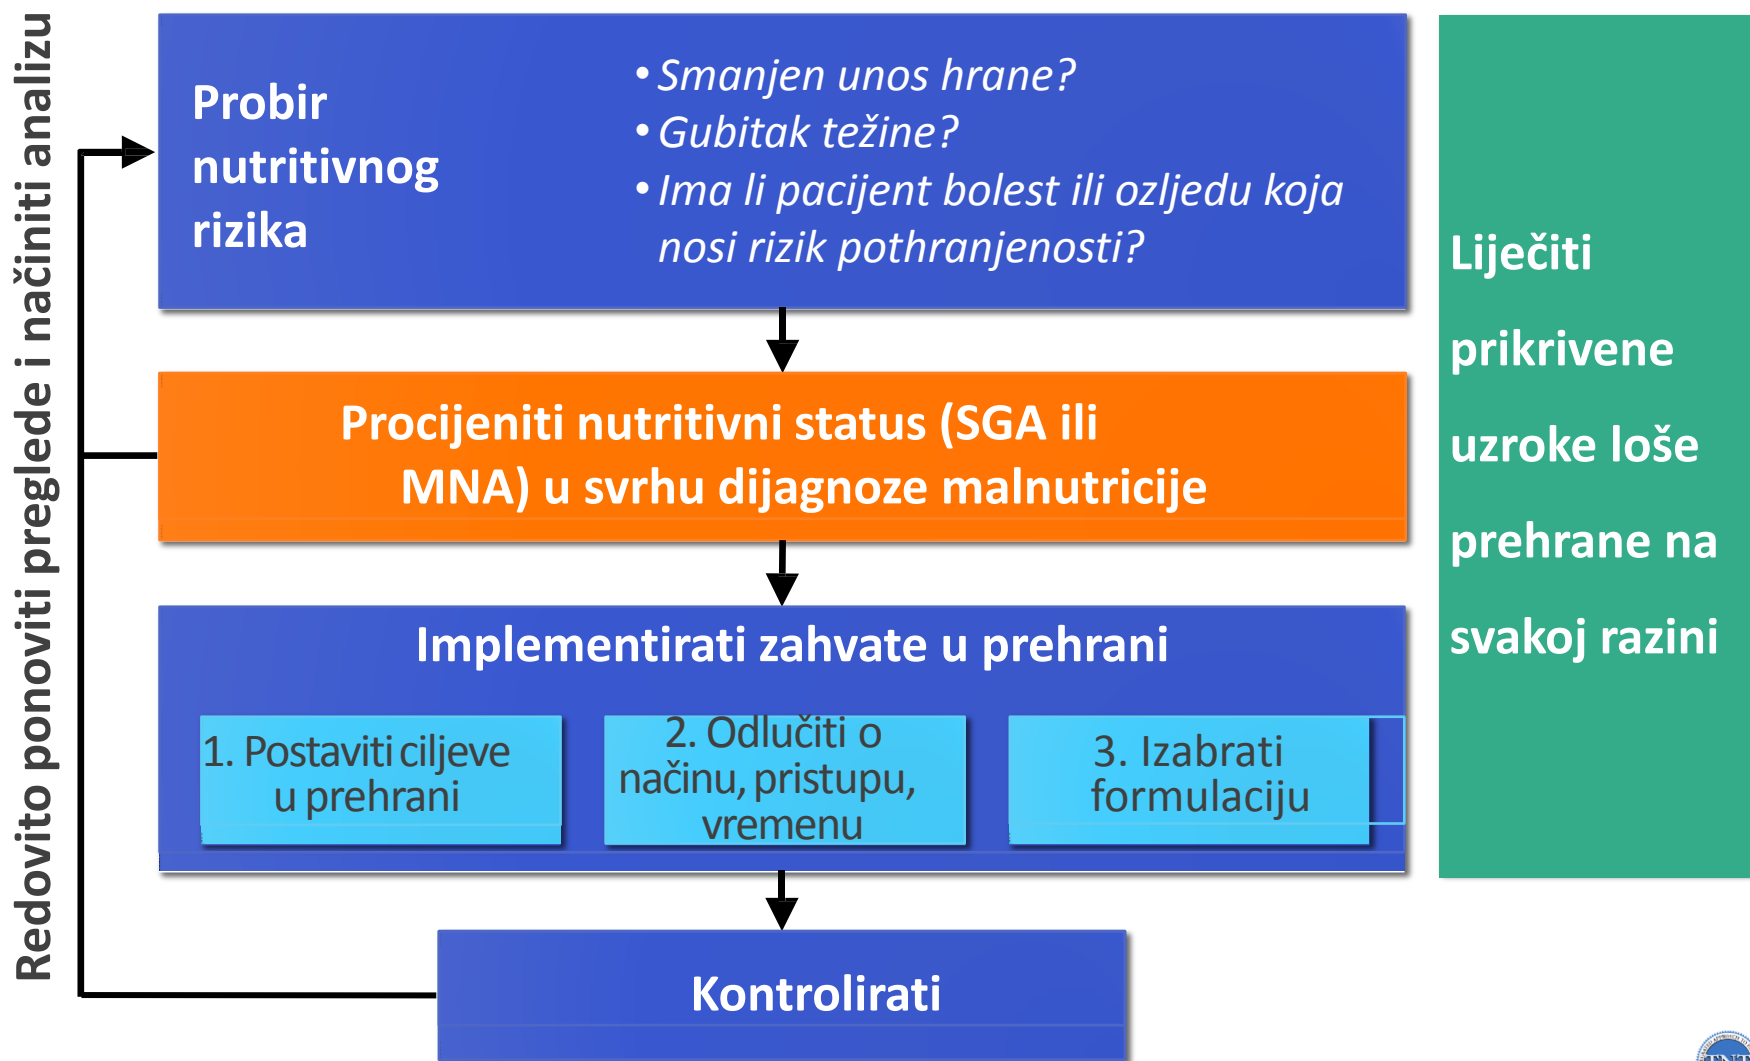 Redovito ponoviti preglede i načiniti analizu
Probir
nutritivnog
rizika
• Smanjen unos hrane?
• Gubitak težine?
• Ima li pacijent bolest ili ozljedu koja
nosi rizik pothranjenosti?
Procijeniti nutritivni status (SGA ili
MNA) u svrhu dijagnoze malnutricije
Implementirati zahvate u prehrani
1. Postaviti ciljeve
u prehrani
2. Odlučiti o
načinu, pristupu,
vremenu
3. Izabrati
formulaciju
Kontrolirati
Liječiti
prikrivene
uzroke loše
prehrane na
svakoj razini